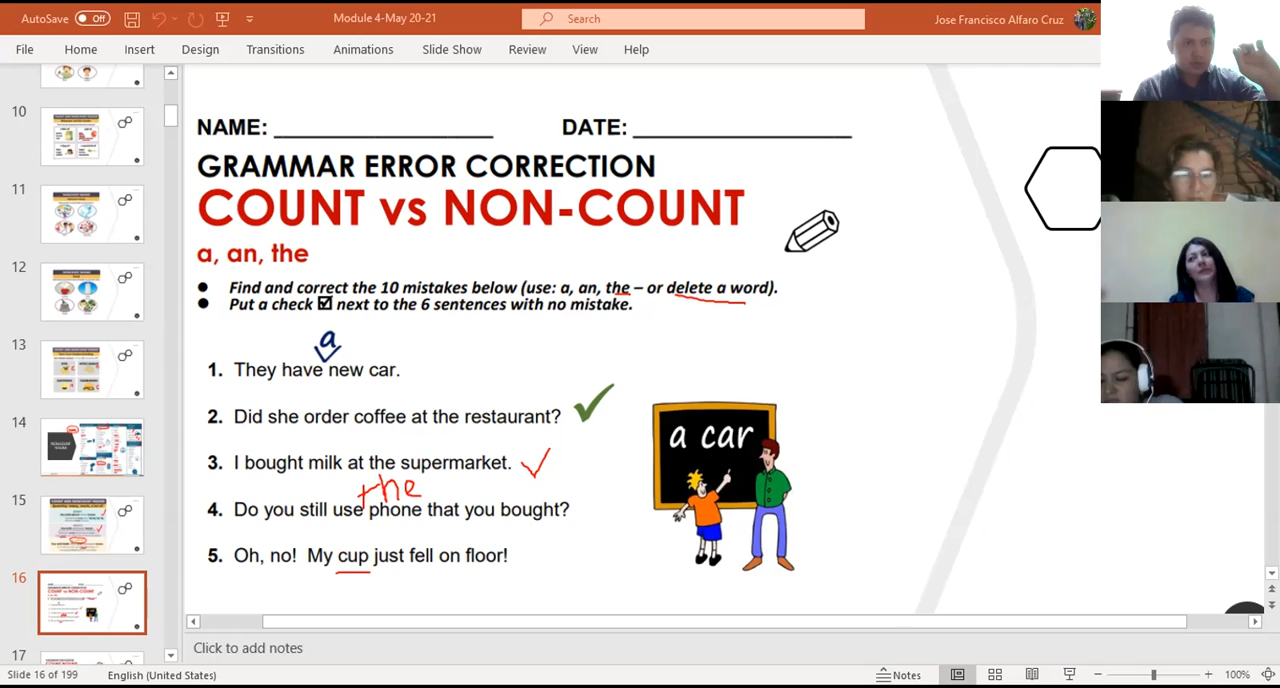 AutoSave Off Module 4-May 20-21 Search Jose Francisco Alfaro Cruz
File Home Insert Design Transitions Animations Slide Show Review View Help
10
11
12
13
14
15
16
17
NAME: ____________________ DATE: ____________________
GRAMMAR ERROR CORRECTION
COUNT vs NON-COUNT
a, an, the
● Find and correct the 10 mistakes below (use: a, an, the – or delete a word).
● Put a check ☑ next to the 6 sentences with no mistake.
a
1. They have new car.
2. Did she order coffee at the restaurant?
3. I bought milk at the supermarket.
the
4. Do you still use phone that you bought?
5. Oh, no! My cup just fell on floor!
a car
Click to add notes
Slide 16 of 199 English (United States) Notes 100%